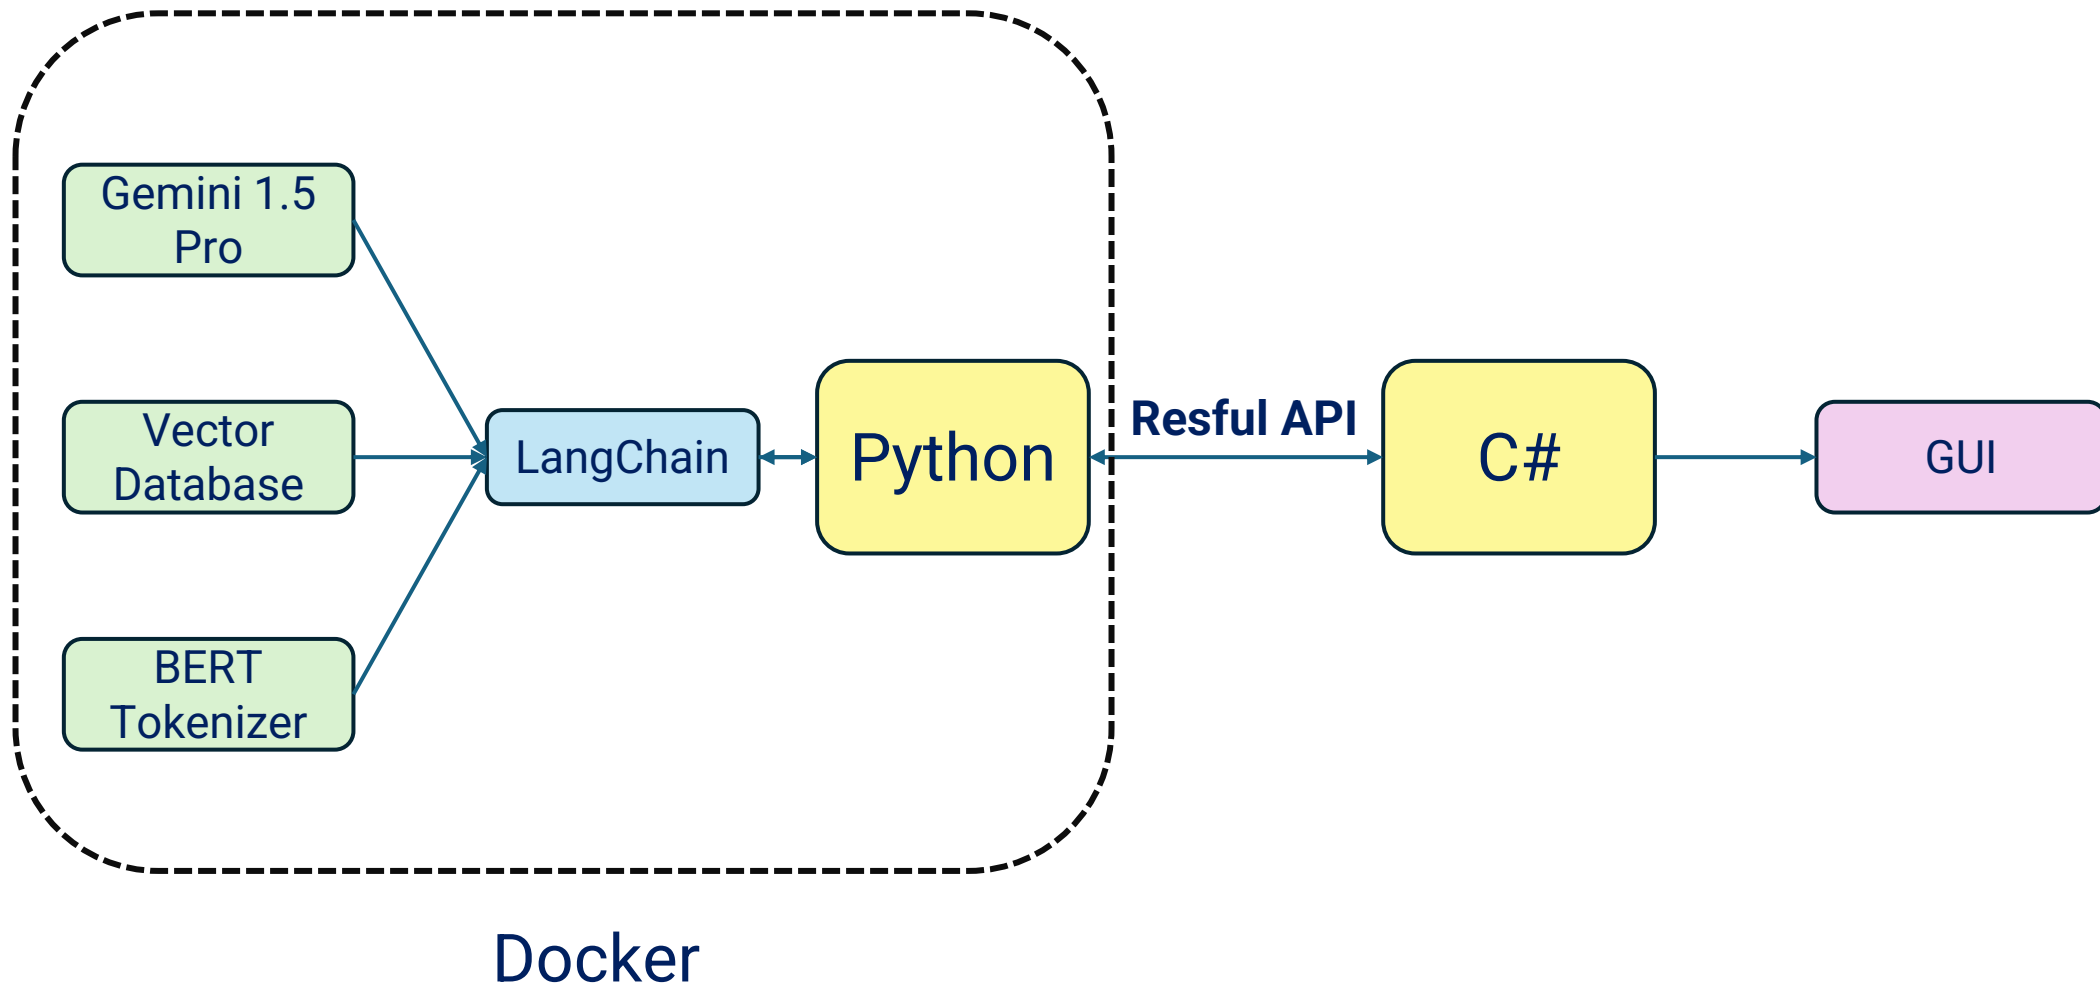 Gemini 1.5
Pro
Vector
Database
BERT
Tokenizer
LangChain
Python
Resful API
C#
GUI
Docker